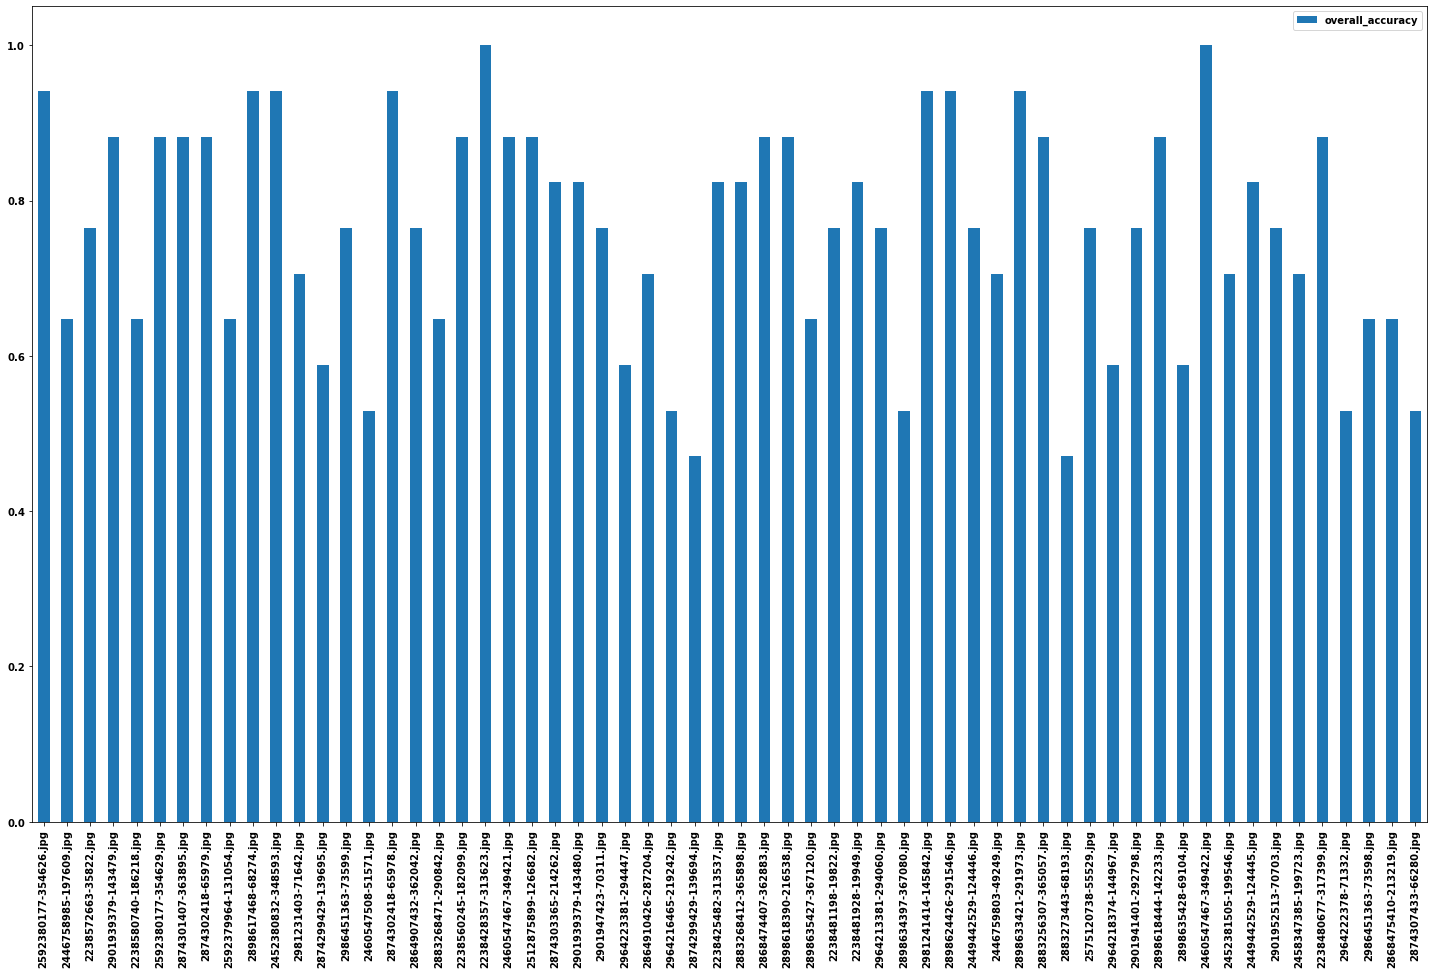 overall_accuracy
1.0
0.8
0.6
0.4
0.2
0.0
2592380177-354626.jpg
2446758985-197609.jpg
2238572663-35822.jpg
2901939379-143479.jpg
2238580740-186218.jpg
2592380177-354629.jpg
2874301407-363895.jpg
2874302418-65979.jpg
2592379964-131054.jpg
2898617468-68274.jpg
2452380832-348593.jpg
2981231403-71642.jpg
2874299429-139695.jpg
2986451363-73599.jpg
2460547508-51571.jpg
2874302418-65978.jpg
2864907432-362042.jpg
2883268471-290842.jpg
2238560245-182099.jpg
2238428357-313623.jpg
2460547467-349421.jpg
2512875899-126682.jpg
2874303365-214262.jpg
2901939379-143480.jpg
2901947423-70311.jpg
2964223381-294447.jpg
2864910426-287204.jpg
2964216465-219242.jpg
2874299429-139694.jpg
2238425482-313537.jpg
2883268412-365898.jpg
2868474407-362883.jpg
2898618390-216538.jpg
2898635427-367120.jpg
2238481198-19822.jpg
2238481928-199949.jpg
2964213381-294060.jpg
2898634397-367080.jpg
2981241414-145842.jpg
2898624426-291546.jpg
2449442529-124446.jpg
2446759803-49249.jpg
2898633421-291973.jpg
2883256307-365057.jpg
2883273443-68193.jpg
2575120738-55529.jpg
2964218374-144967.jpg
2901941401-292798.jpg
2898618444-142233.jpg
2898635428-69104.jpg
2460547467-349422.jpg
2452381505-199546.jpg
2449442529-124445.jpg
2901952513-70703.jpg
2458347385-199723.jpg
2238480677-317399.jpg
2964222378-71332.jpg
2986451363-73598.jpg
2868475410-213219.jpg
2874307433-66280.jpg